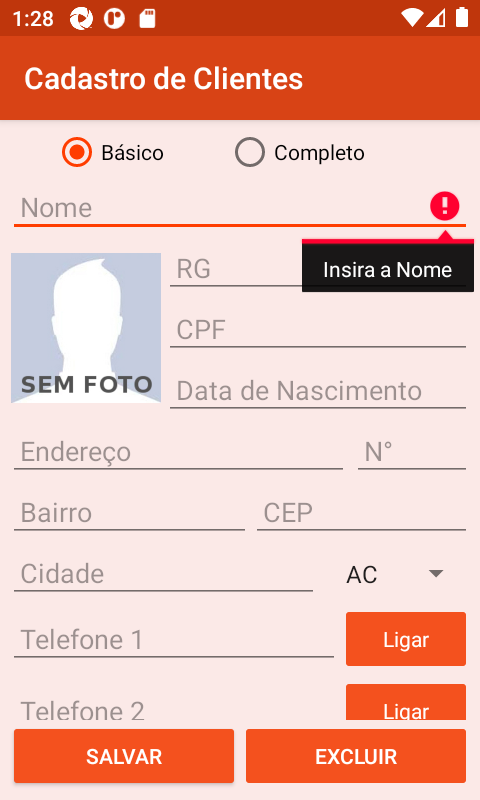 1:28
Cadastro de Clientes
Básico Completo
Nome
Insira a Nome
RG
SEM FOTO
CPF
Data de Nascimento
Endereço N°
Bairro CEP
Cidade AC
Telefone 1 Ligar
Telefone 2 Ligar
SALVAR EXCLUIR